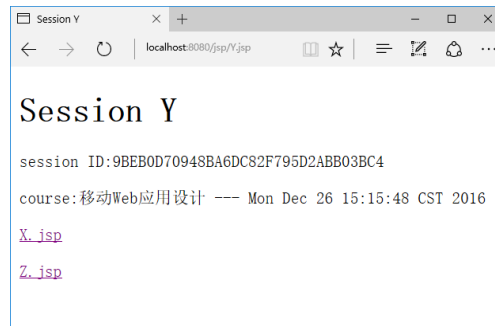 Session Y
localhost:8080/jsp/Y.jsp
Session Y
session ID:9BEB0D70948BA6DC82F795D2ABB03BC4
course:移动Web应用设计 --- Mon Dec 26 15:15:48 CST 2016
X.jsp
Z.jsp